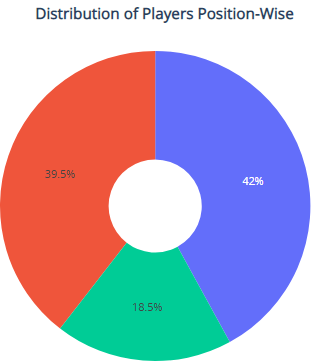 Distribution of Players Position-Wise
39.5%
42%
18.5%